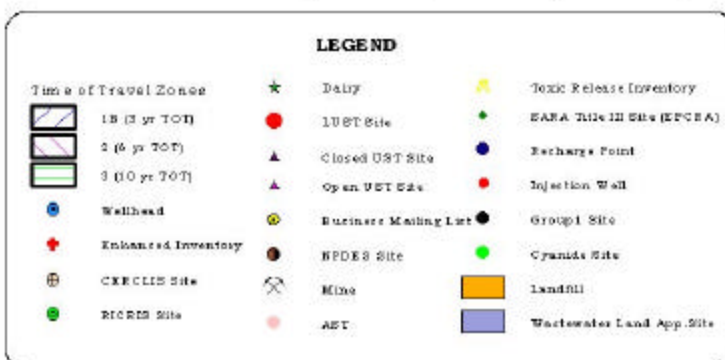 LEGEND
Time of Travel Zones
1B (3 yr TOT)
2 (6 yr TOT)
3 (10 yr TOT)
Wellhead
Enhanced Inventory
CERCLIS Site
RICRIS Site
Dairy
LUST Site
Closed UST Site
Open UST Site
Business Mailing List
NPDES Site
Mine
AST
Toxic Release Inventory
SARA Title III Site (EPCRA)
Recharge Point
Injection Well
Group1 Site
Cyanide Site
Landfill
Wastewater Land App.Site